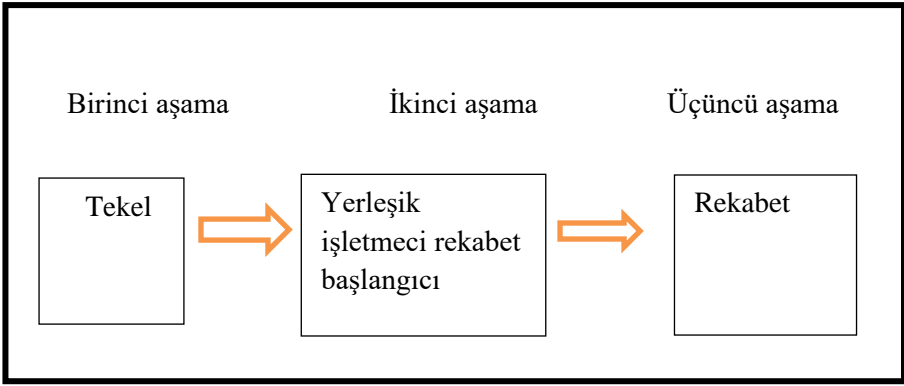 Birinci aşama
İkinci aşama
Üçüncü aşama
Tekel
Yerleşik
işletmeci rekabet
başlangıcı
Rekabet